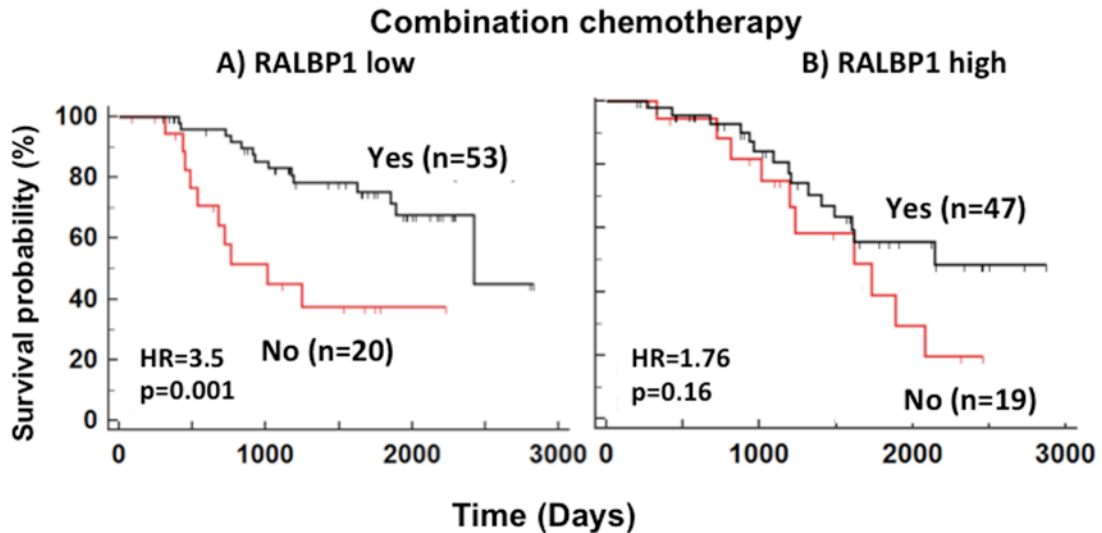 Combination chemotherapy
A) RALBP1 low
B) RALBP1 high
Survival probability (%)
100
80
60
40
20
0
Yes (n=53)
No (n=20)
HR=3.5
p=0.001
0 1000 2000 3000
Yes (n=47)
No (n=19)
HR=1.76
p=0.16
0 1000 2000 3000
Time (Days)